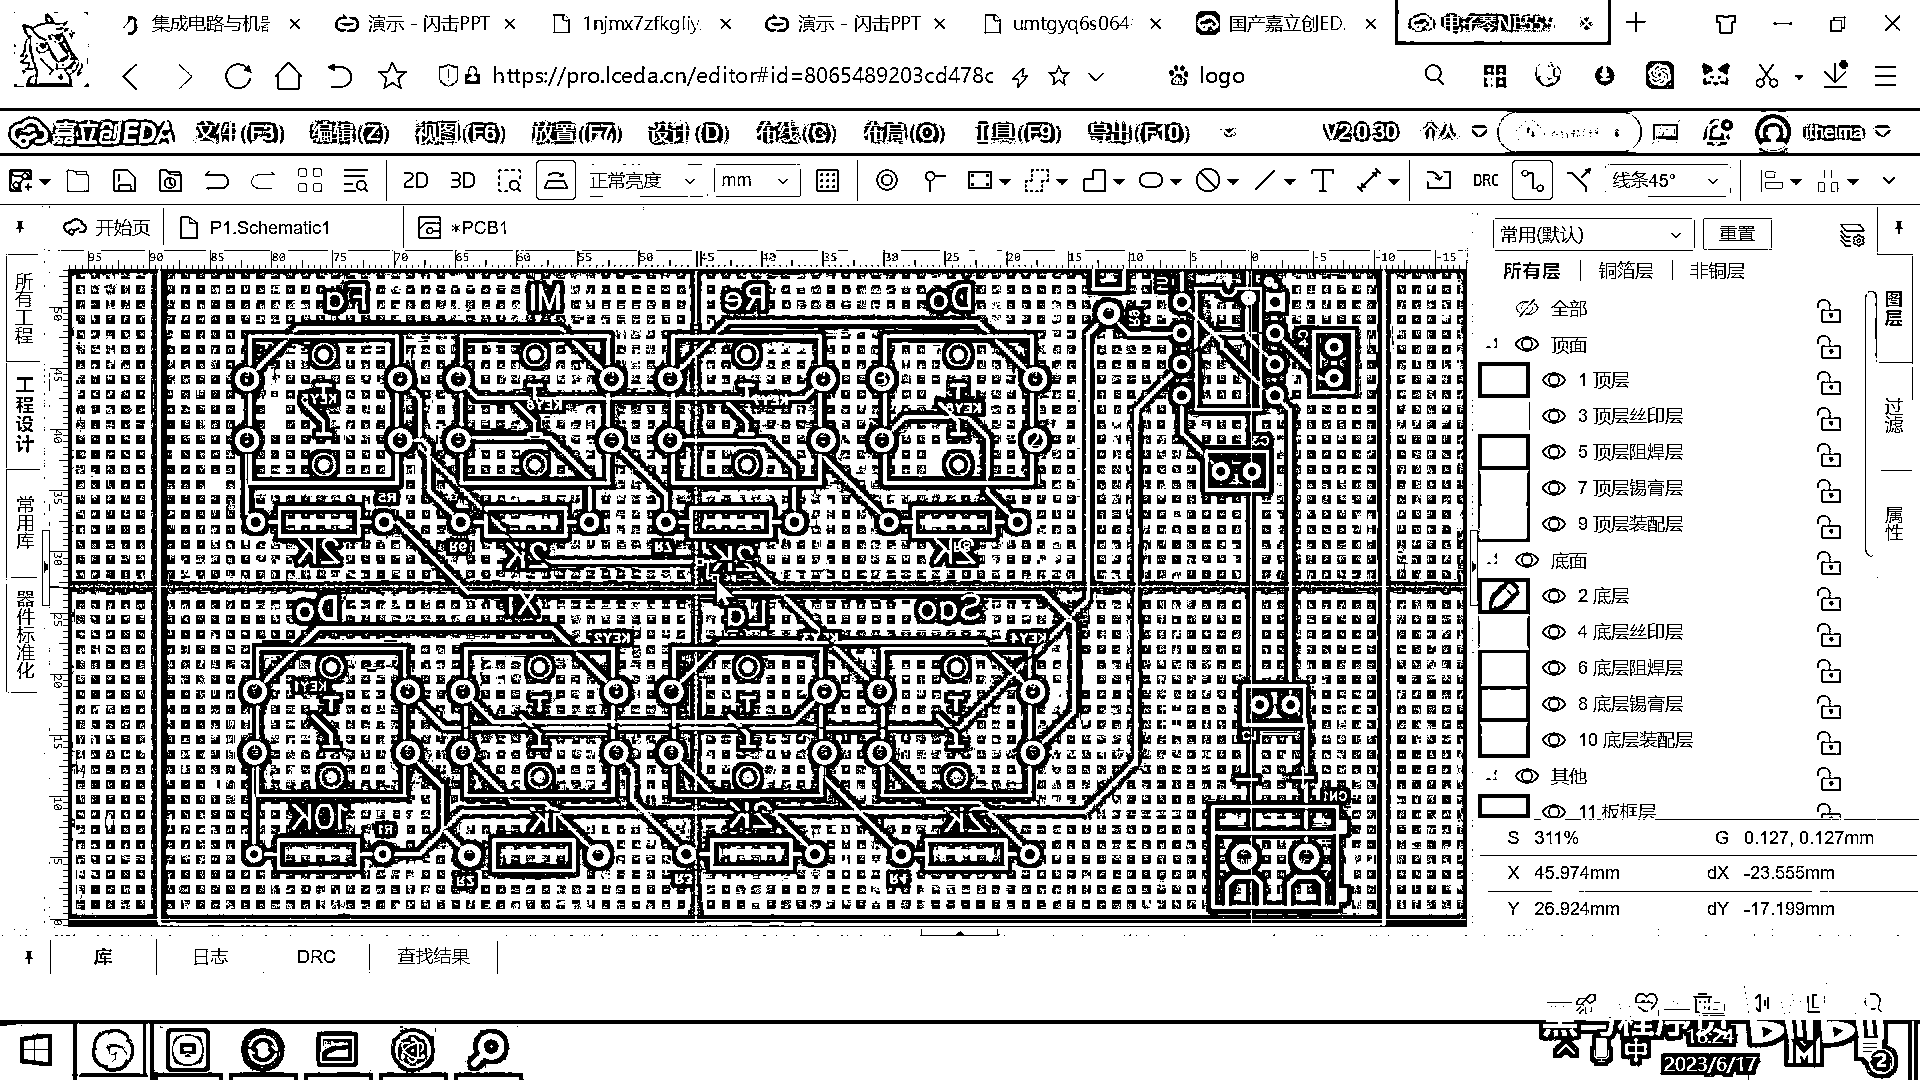 集成电路与机器
演示 - 闪击PPT
1njmx7zfkgfiy
演示 - 闪击PPT
umtgyq6s064
国产嘉立创ED
电子琴NE555
https://pro.lceda.cn/editor#id=8065489203cd478c
logo
嘉立创EDA
文件(F3)
编辑(Z)
视图(F6)
放置(F7)
设计(D)
布线(C)
布局(O)
工具(F9)
导出(F10)
V2.0.30
个人
itheima
2D
3D
正常亮度
mm
DRC
线条45°
开始页
P1.Schematic1
*PCB1
常用(默认)
重置
所有层
铜箔层
非铜层
全部
顶面
1 顶层
3 顶层丝印层
5 顶层阻焊层
7 顶层锡膏层
9 顶层装配层
底面
2 底层
4 底层丝印层
6 底层阻焊层
8 底层锡膏层
10 底层装配层
其他
11 板框层
图层
过滤
属性
所有工程
工程设计
常用库
器件标准化
Fa
MI
Re
Do
2K
2K
2K
2K
Do
XI
La
Sao
10K
1K
2K
2K
S 311%
G 0.127, 0.127mm
X 45.974mm
dX -23.555mm
Y 26.924mm
dY -17.199mm
库
日志
DRC
查找结果
中
16:24
2023/6/17
2